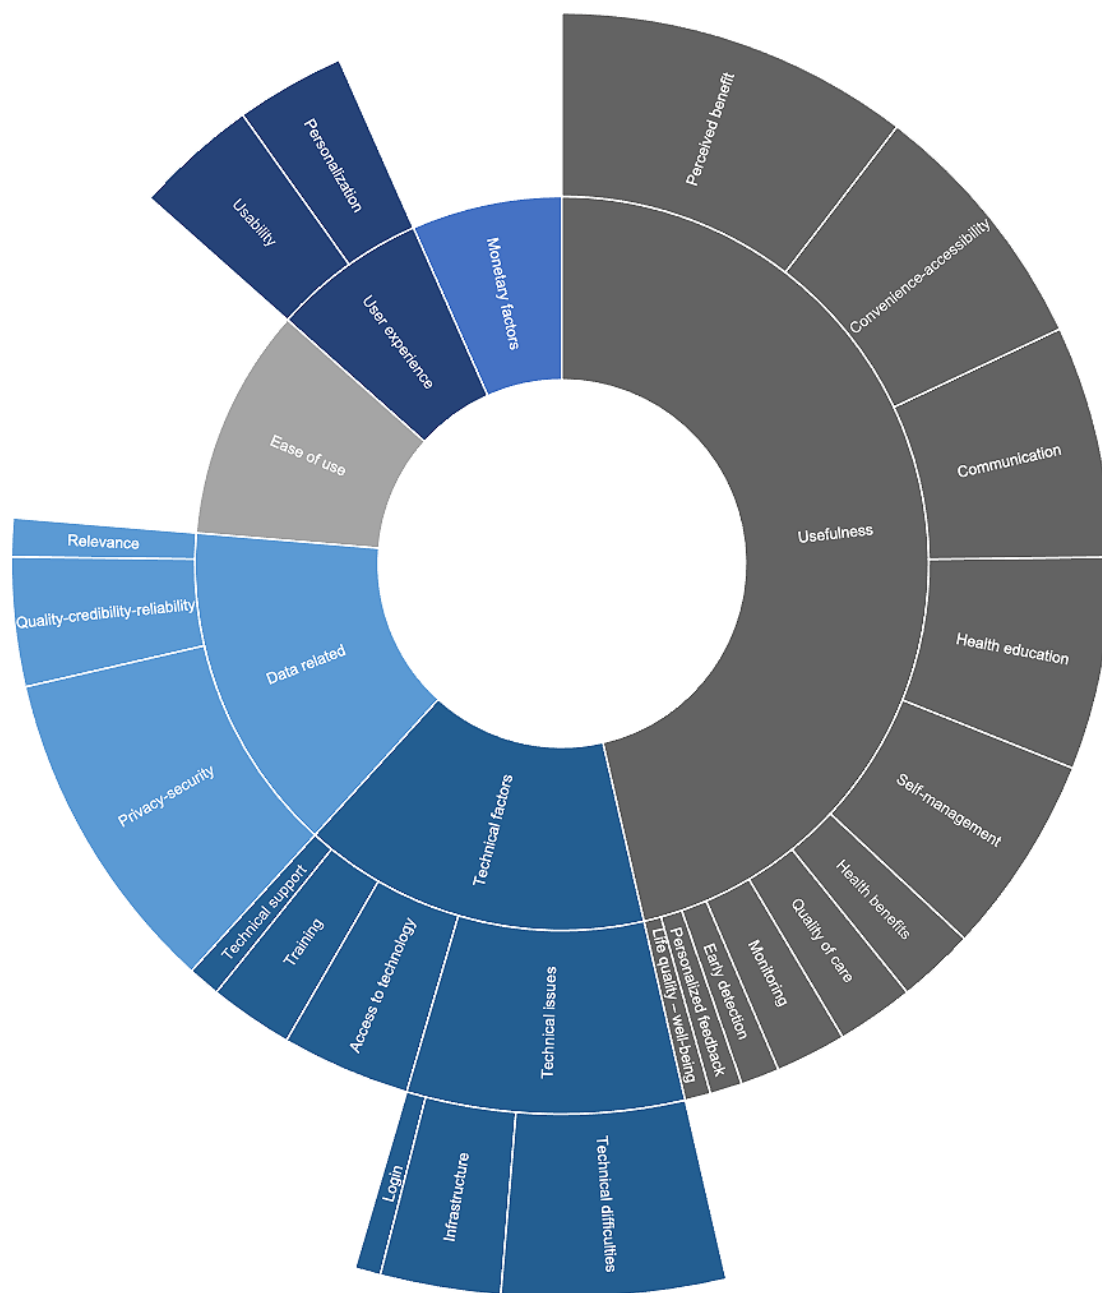 Perceived benefit
Convenience-accessibility
Communication
Health education
Self-management
Health benefits
Quality of care
Monitoring
Early detection
Personalized feedback
Life quality – well-being
Usefulness
Technical factors
Technical issues
Technical difficulties
Infrastructure
Login
Access to technology
Training
Technical support
Data related
Privacy-security
Quality-credibility-reliability
Relevance
Ease of use
User experience
Usability
Personalization
Monetary factors